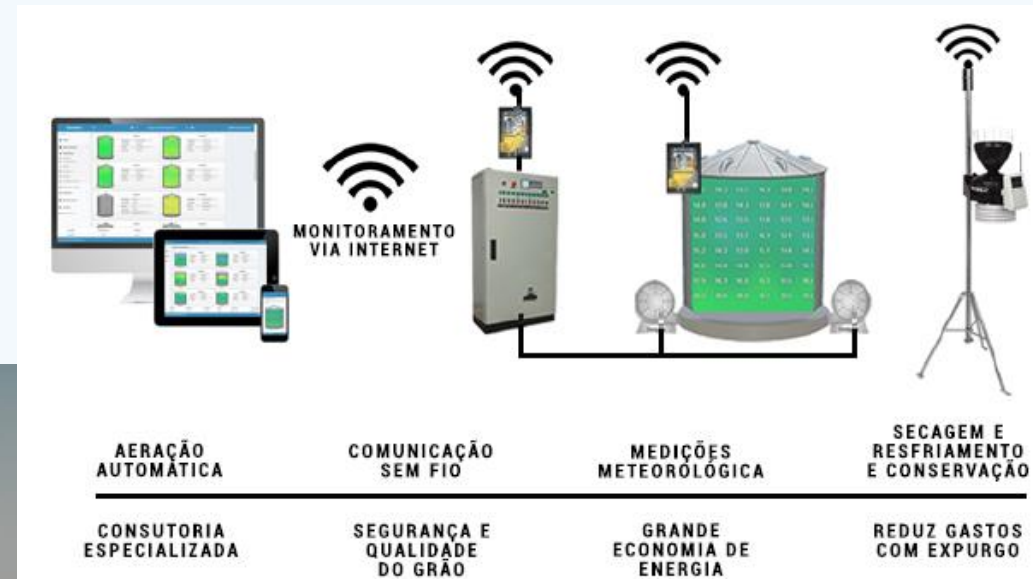 MONITORAMENTO
VIA INTERNET
AERAÇÃO
AUTOMÁTICA
COMUNICAÇÃO
SEM FIO
MEDIÇÕES
METEOROLÓGICA
SECAGEM E
RESFRIAMENTO
E CONSERVAÇÃO
CONSUTORIA
ESPECIALIZADA
SEGURANÇA E
QUALIDADE
DO GRÃO
GRANDE
ECONOMIA DE
ENERGIA
REDUZ GASTOS
COM EXPURGO